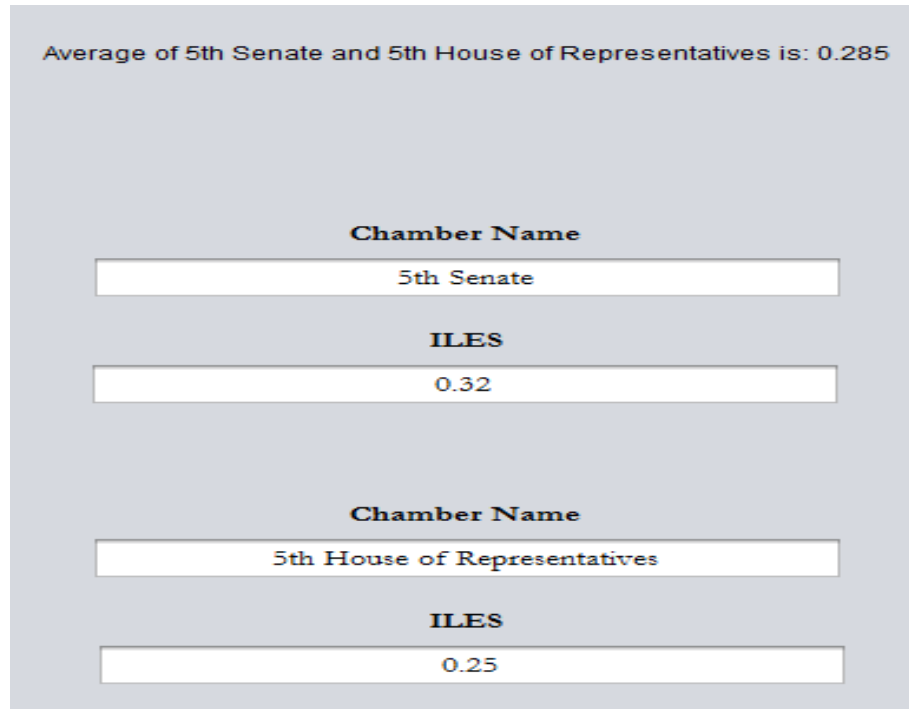 Average of 5th Senate and 5th House of Representatives is: 0.285
Chamber Name
5th Senate
ILES
0.32
Chamber Name
5th House of Representatives
ILES
0.25